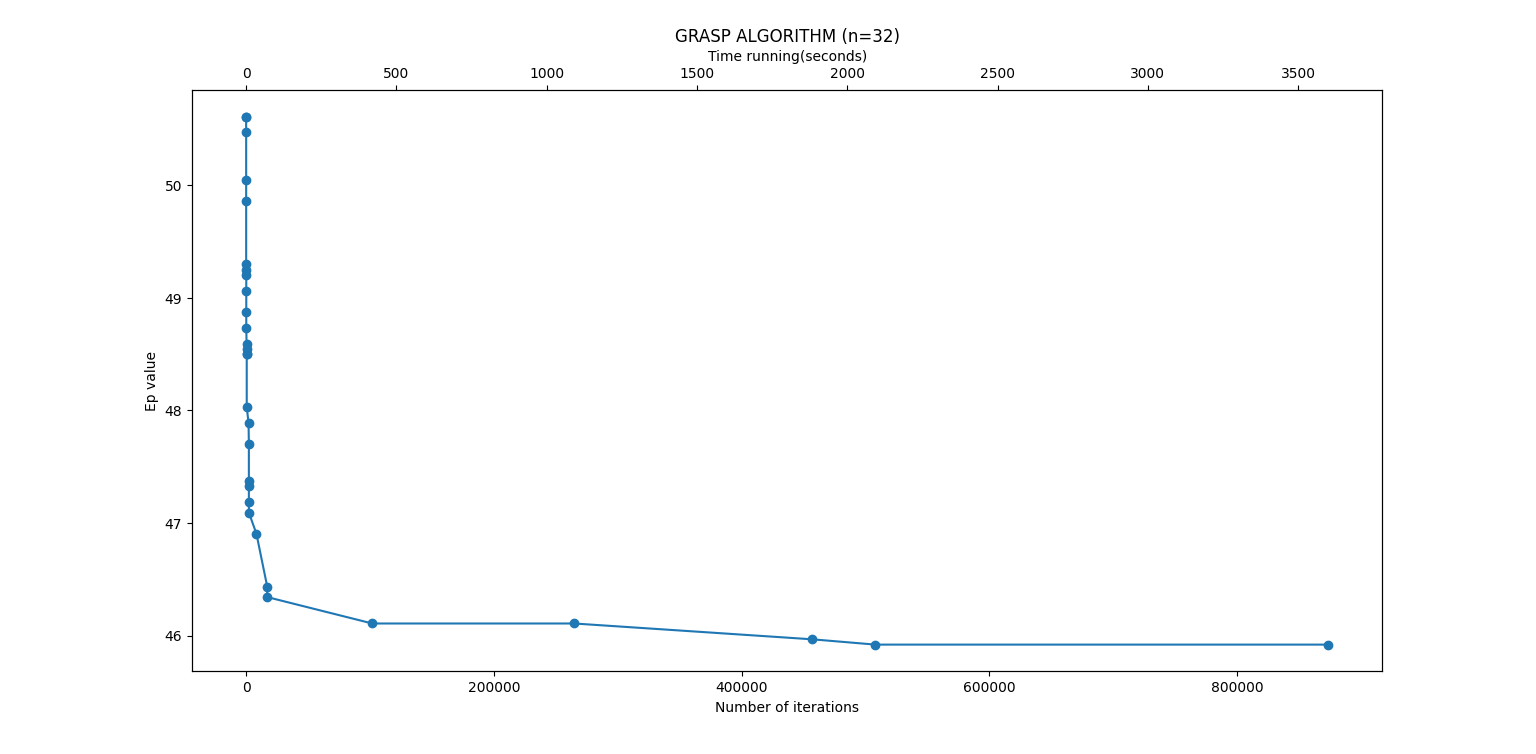 GRASP ALGORITHM (n=32)
Time running(seconds)
0 500 1000 1500 2000 2500 3000 3500
50
49
48
47
46
Ep value
0 200000 400000 600000 800000
Number of iterations